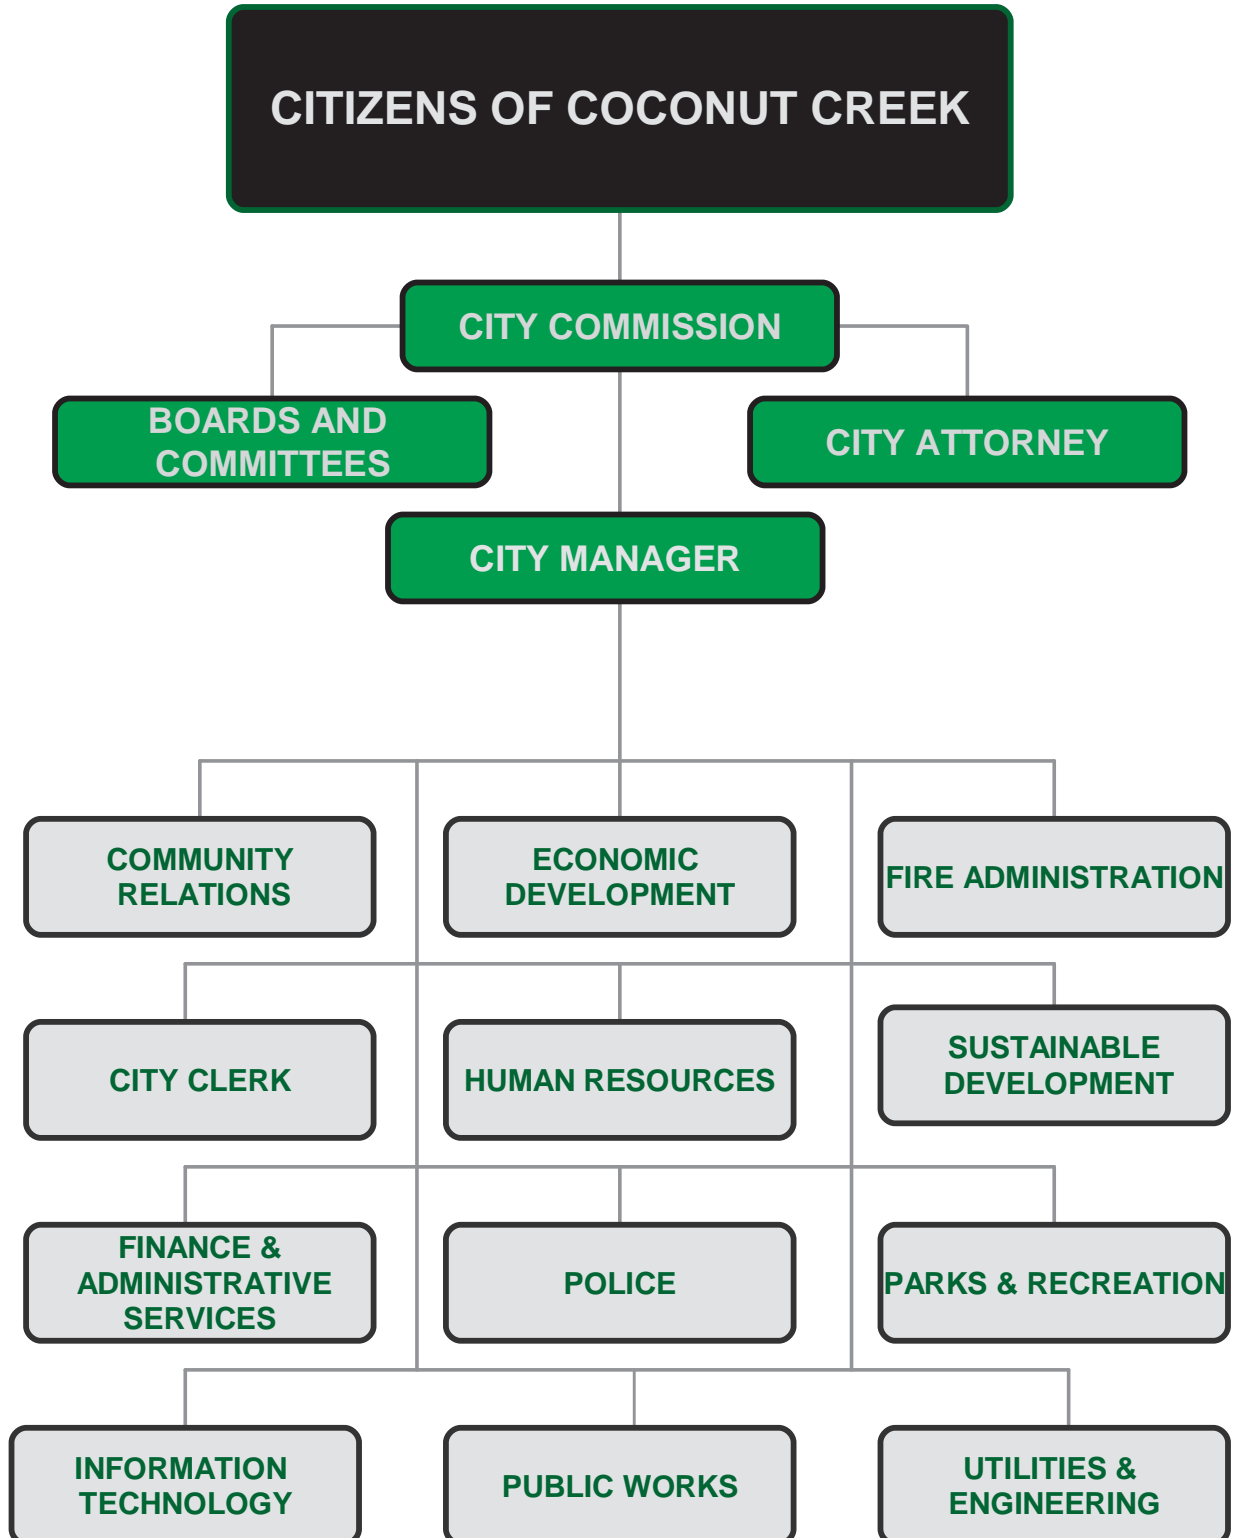 CITIZENS OF COCONUT CREEK
CITY COMMISSION
BOARDS AND
COMMITTEES
CITY ATTORNEY
CITY MANAGER
COMMUNITY
RELATIONS
ECONOMIC
DEVELOPMENT
FIRE ADMINISTRATION
CITY CLERK
HUMAN RESOURCES
SUSTAINABLE
DEVELOPMENT
FINANCE &
ADMINISTRATIVE
SERVICES
POLICE
PARKS & RECREATION
INFORMATION
TECHNOLOGY
PUBLIC WORKS
UTILITIES &
ENGINEERING